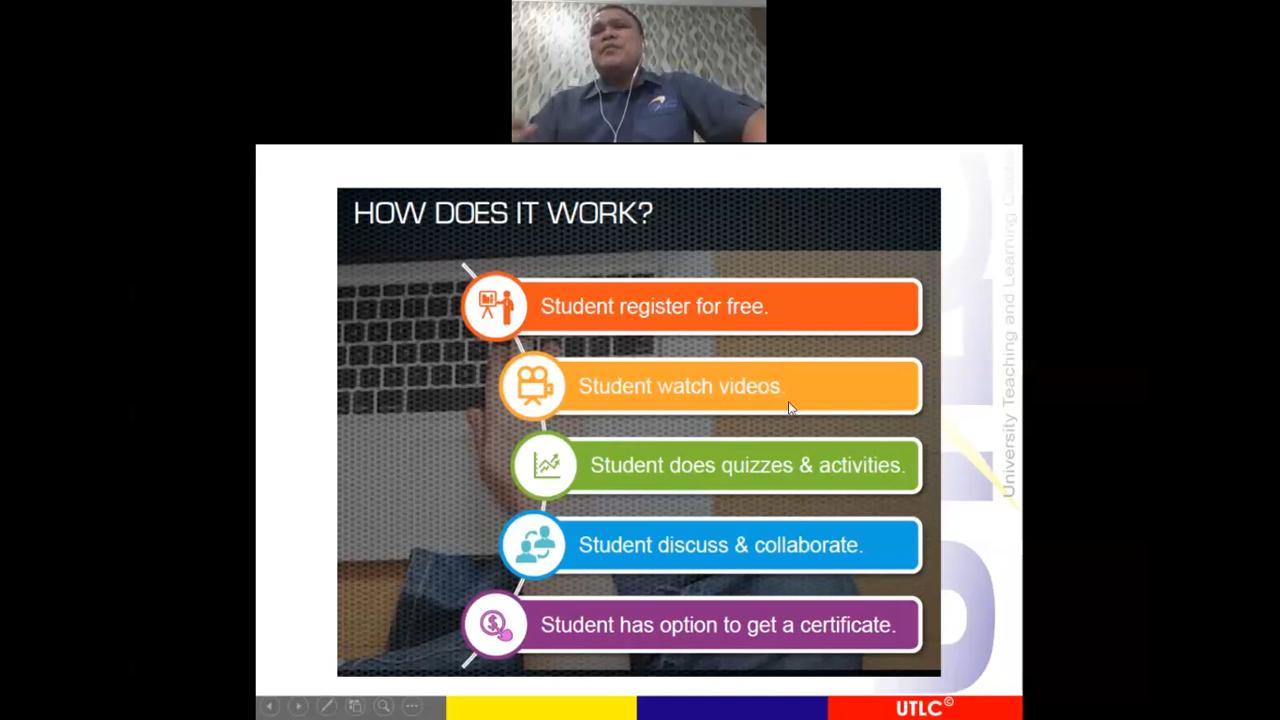 HOW DOES IT WORK?
Student register for free.
Student watch videos.
Student does quizzes & activities.
Student discuss & collaborate.
Student has option to get a certificate.
University Teaching and Learning
UTLC©